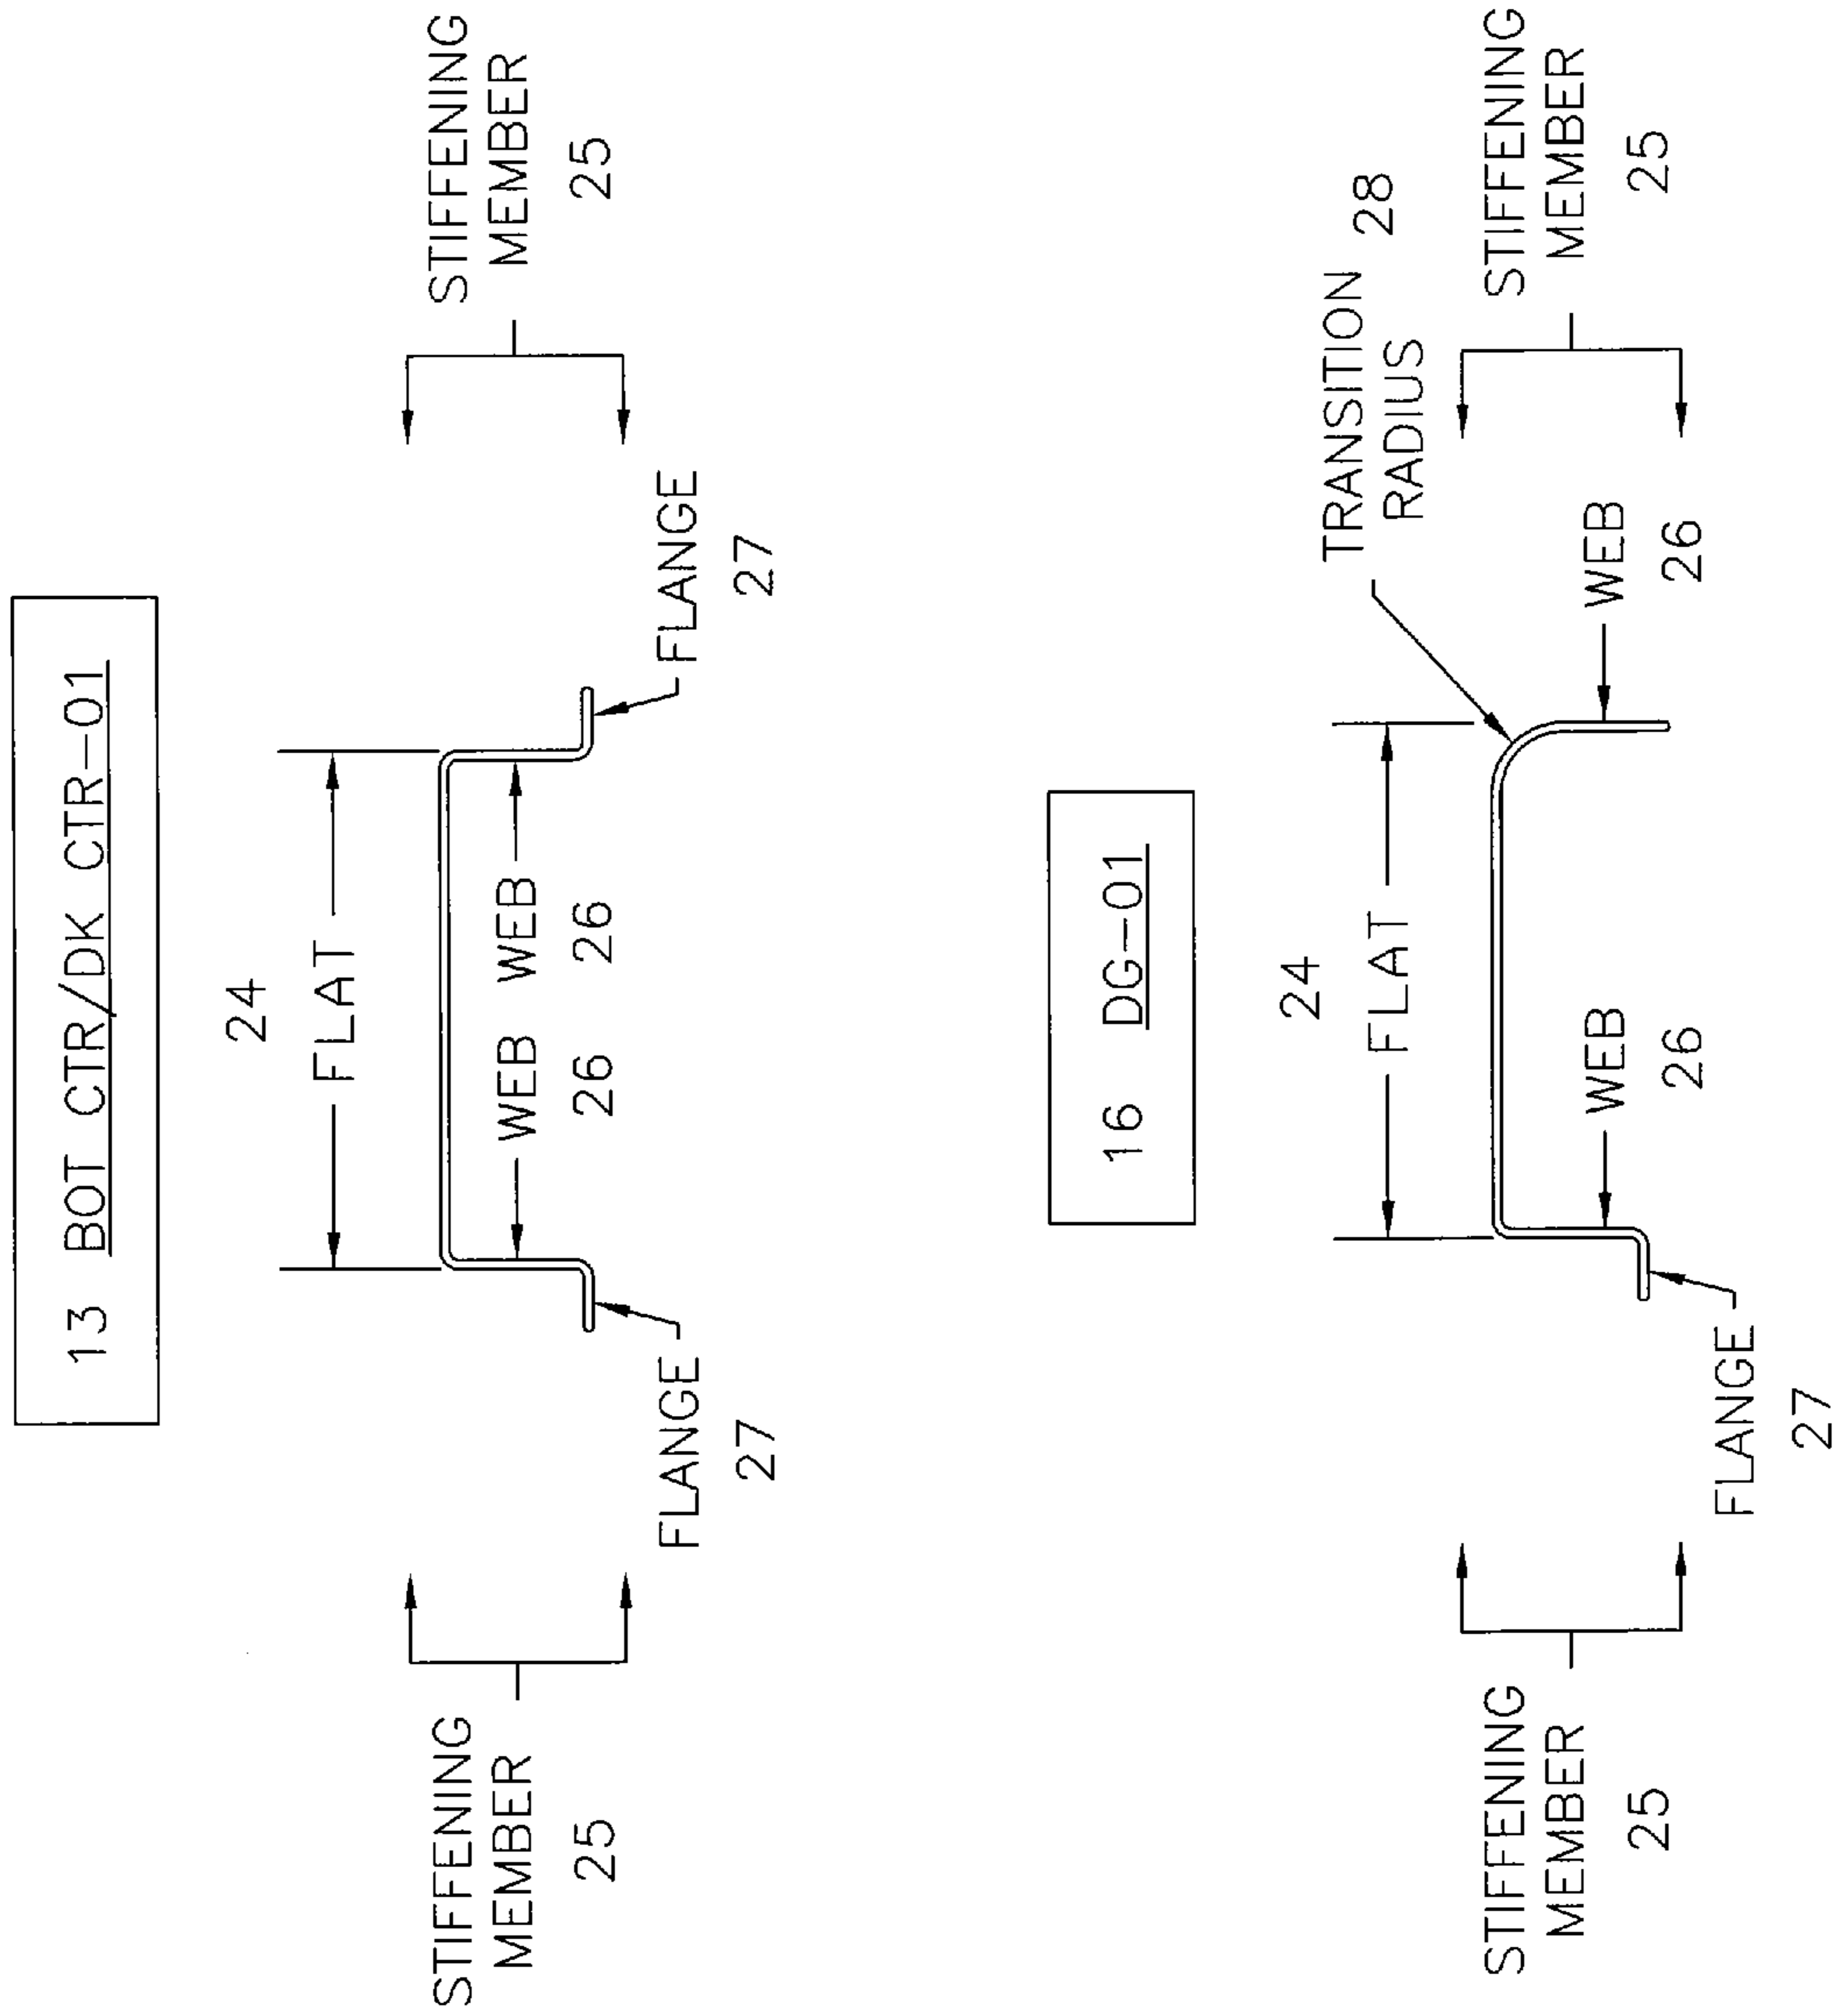 13 BOT CTR/DK CTR-01
24
FLAT
STIFFENING
MEMBER
25
WEB
26
WEB
26
STIFFENING
MEMBER
25
FLANGE
27
FLANGE
27
16 DG-01
24
FLAT
TRANSITION
RADIUS
28
STIFFENING
MEMBER
25
WEB
26
WEB
26
STIFFENING
MEMBER
25
FLANGE
27